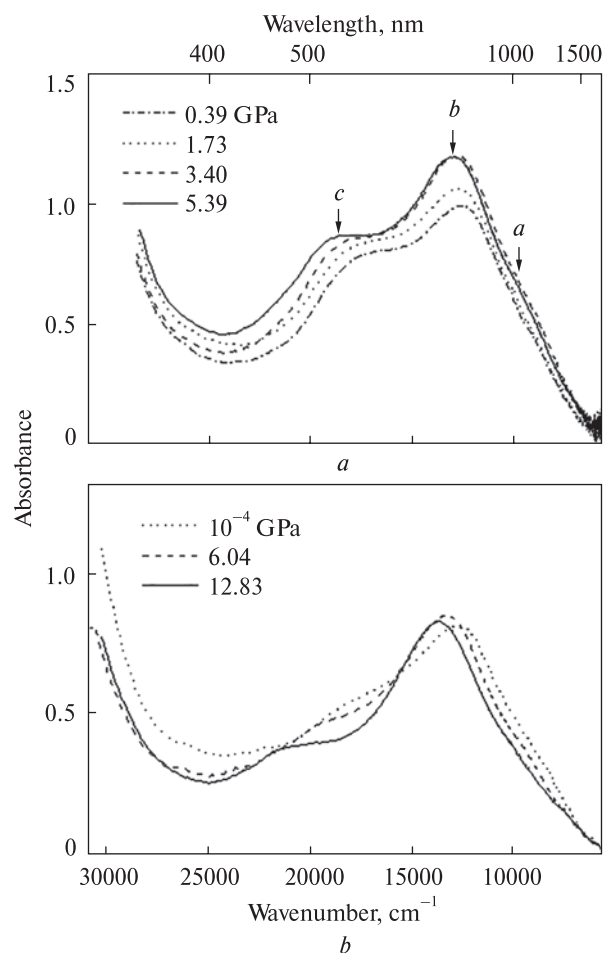 Wavelength, nm
400 500 1000 1500
1.5
0.39 GPa
1.73
3.40
5.39
b
c
a
1.0
0.5
0
a
Absorbance
10⁻⁴ GPa
6.04
12.83
1.0
0.5
0
30000 25000 20000 15000 10000
Wavenumber, cm⁻¹
b